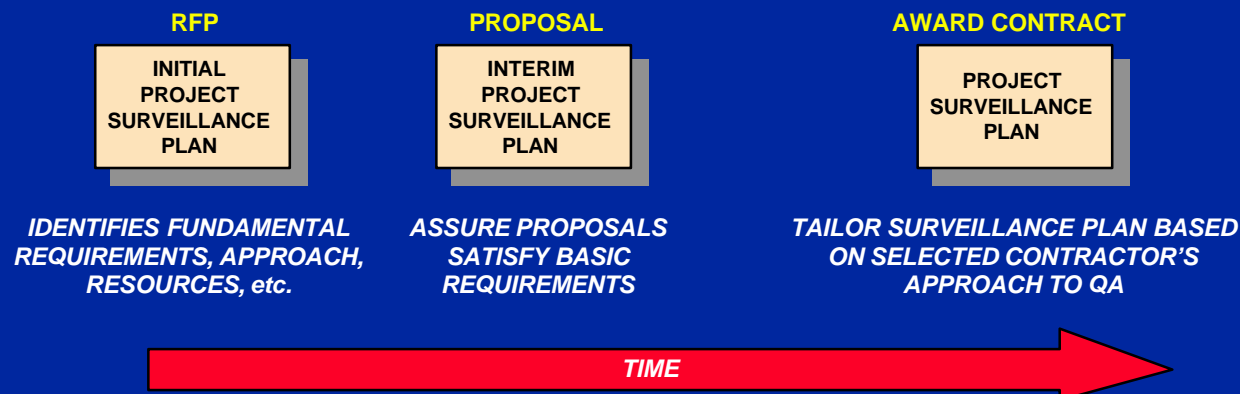 RFP
INITIAL
PROJECT
SURVEILLANCE
PLAN
IDENTIFIES FUNDAMENTAL
REQUIREMENTS, APPROACH,
RESOURCES, etc.
PROPOSAL
INTERIM
PROJECT
SURVEILLANCE
PLAN
ASSURE PROPOSALS
SATISFY BASIC
REQUIREMENTS
AWARD CONTRACT
PROJECT
SURVEILLANCE
PLAN
TAILOR SURVEILLANCE PLAN BASED
ON SELECTED CONTRACTOR'S
APPROACH TO QA
TIME